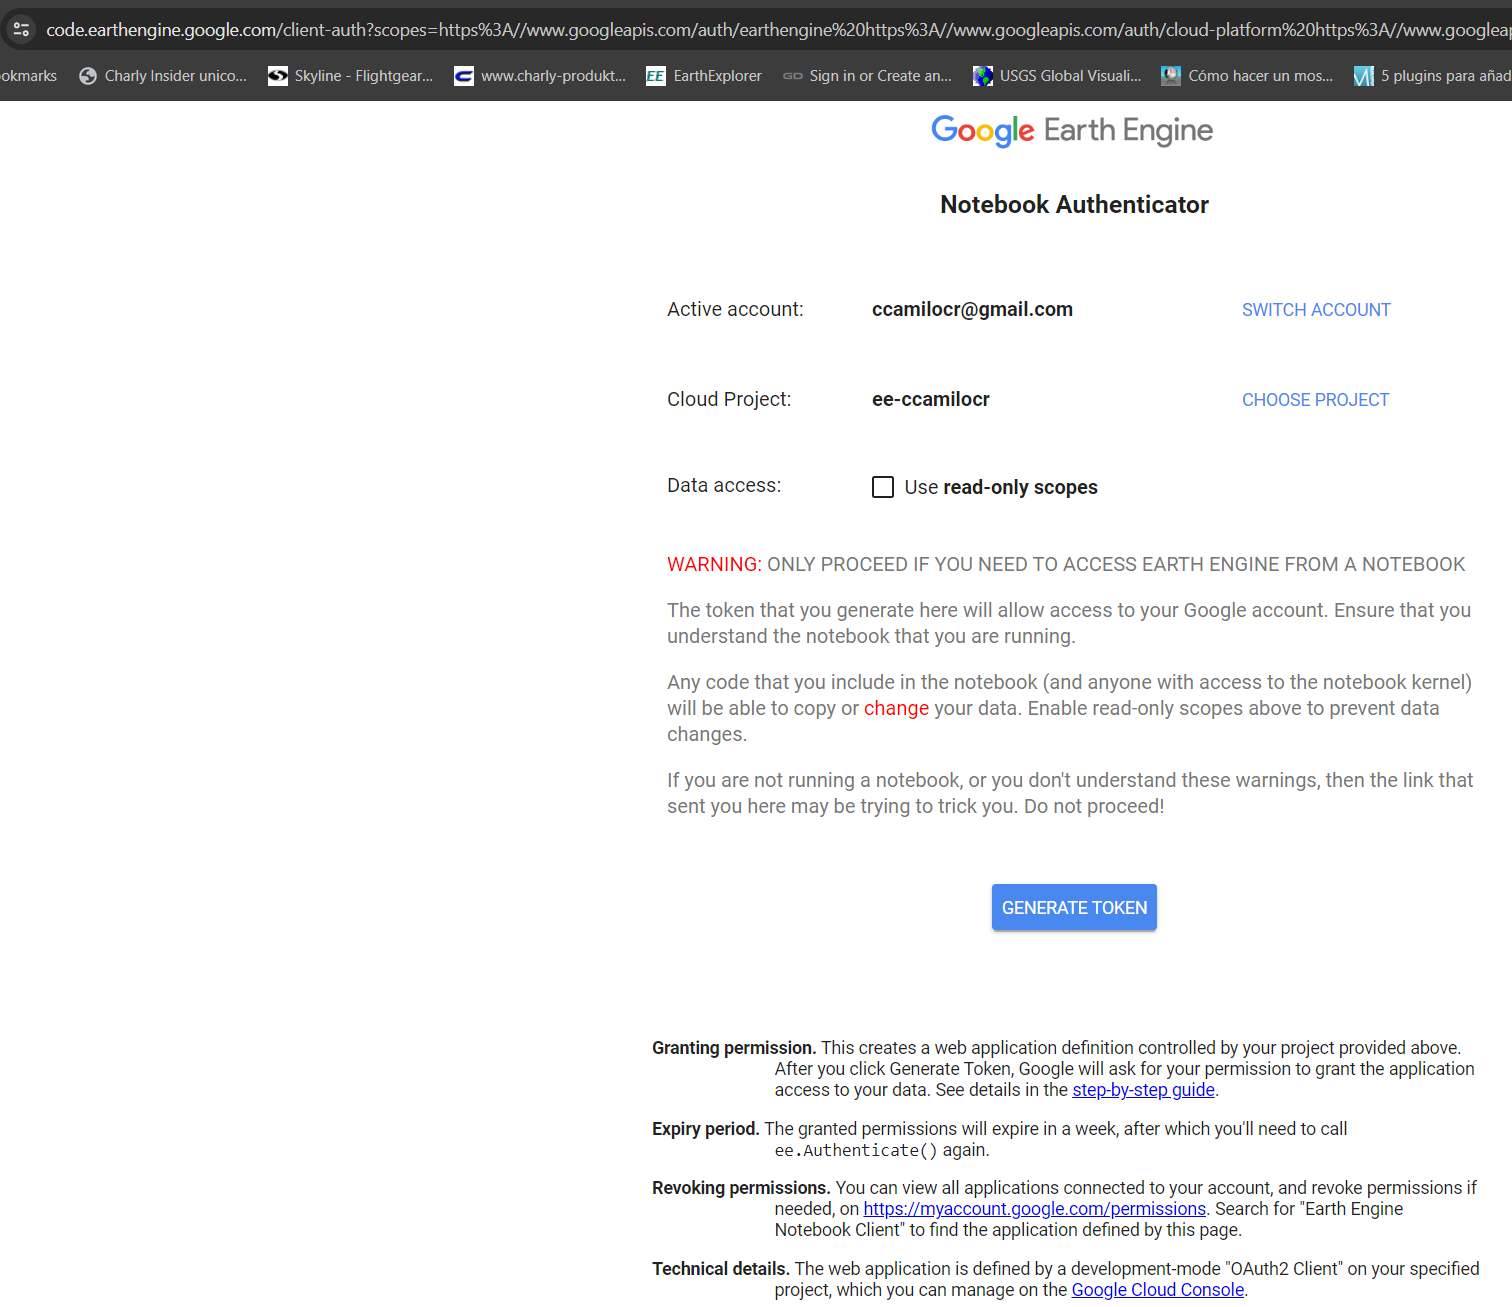 code.earthengine.google.com/client-auth?scopes=https%3A//www.googleapis.com/auth/earthengine%20https%3A//www.googleapis.com/auth/cloud-platform%20https%3A//www.googleap
okmarks Charly Insider unico... Skyline - Flightgear... www.charly-produkt... EE EarthExplorer GD Sign in or Create an... USGS Global Visuali... Cómo hacer un mos... 5 plugins para añad
Google Earth Engine
Notebook Authenticator
Active account: ccamilocr@gmail.com SWITCH ACCOUNT
Cloud Project: ee-ccamilocr CHOOSE PROJECT
Data access: Use read-only scopes
WARNING: ONLY PROCEED IF YOU NEED TO ACCESS EARTH ENGINE FROM A NOTEBOOK
The token that you generate here will allow access to your Google account. Ensure that you
understand the notebook that you are running.
Any code that you include in the notebook (and anyone with access to the notebook kernel)
will be able to copy or change your data. Enable read-only scopes above to prevent data
changes.
If you are not running a notebook, or you don't understand these warnings, then the link that
sent you here may be trying to trick you. Do not proceed!
GENERATE TOKEN
Granting permission. This creates a web application definition controlled by your project provided above.
After you click Generate Token, Google will ask for your permission to grant the application
access to your data. See details in the step-by-step guide.
Expiry period. The granted permissions will expire in a week, after which you'll need to call
ee.Authenticate() again.
Revoking permissions. You can view all applications connected to your account, and revoke permissions if
needed, on https://myaccount.google.com/permissions. Search for "Earth Engine
Notebook Client" to find the application defined by this page.
Technical details. The web application is defined by a development-mode "OAuth2 Client" on your specified
project, which you can manage on the Google Cloud Console.